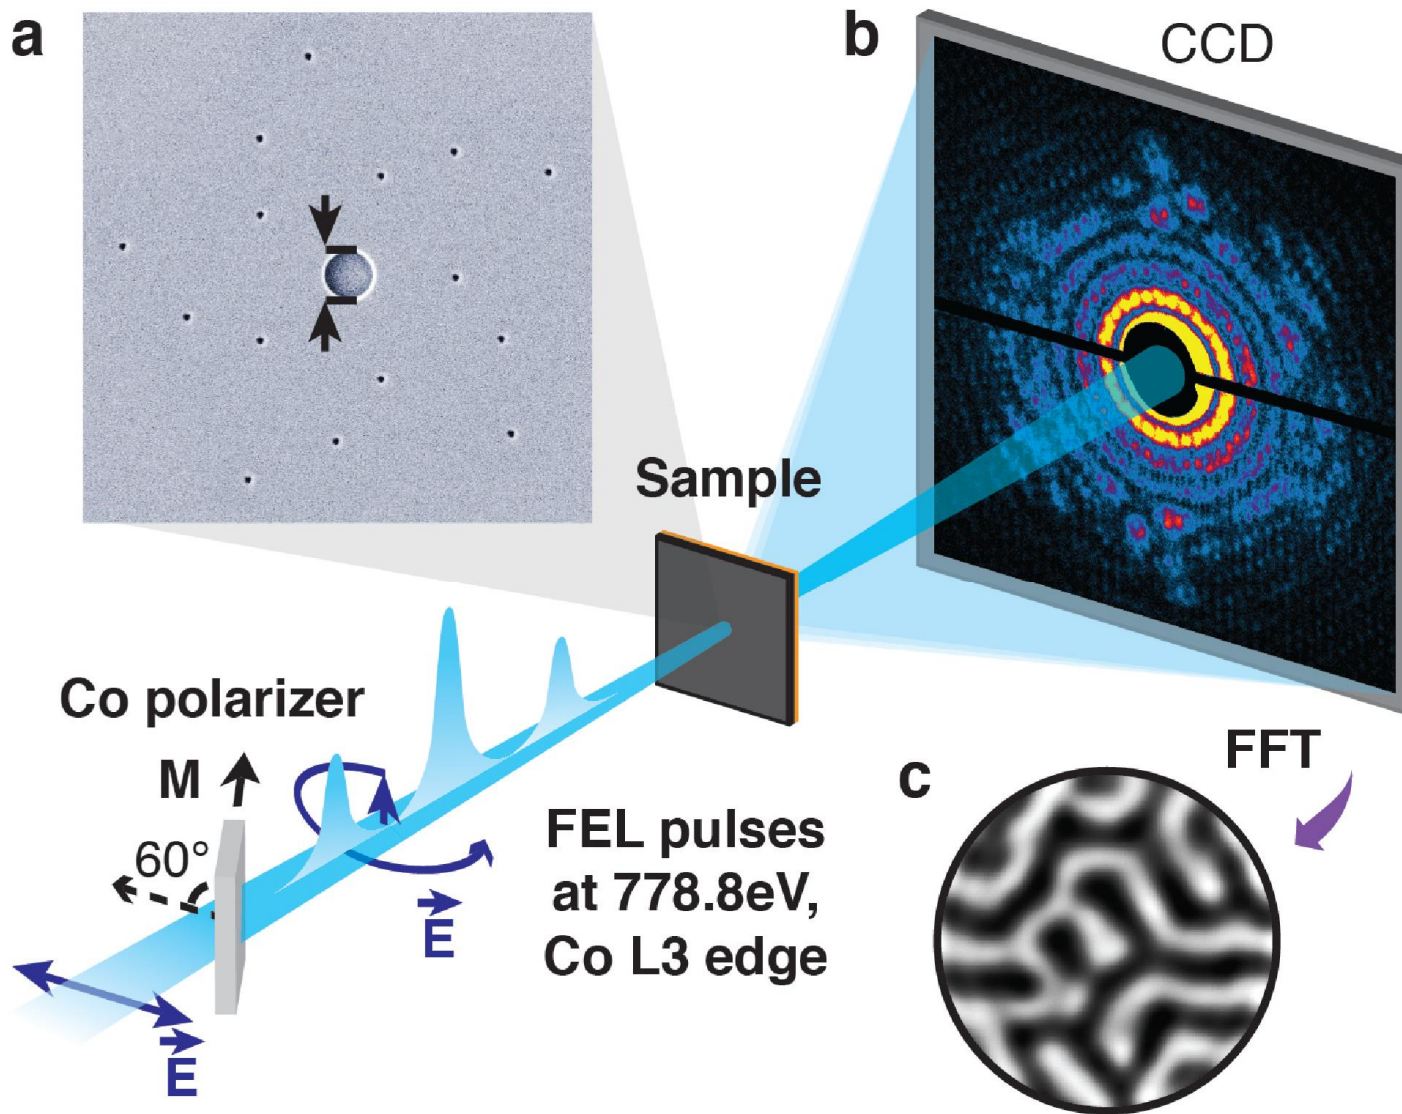 a
b
CCD
Sample
Co polarizer
M
60°
E
E
FEL pulses
at 778.8eV,
Co L3 edge
FFT
c